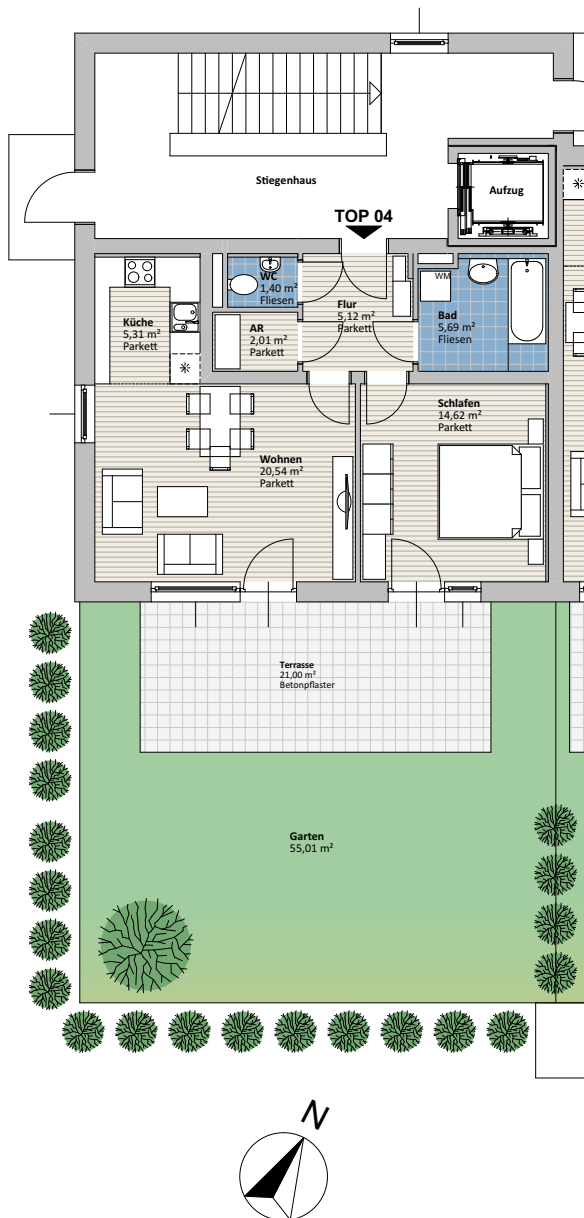 Stiegenhaus
Aufzug
TOP 04
WC
1,40 m²
Fliesen
Flur
5,12 m²
Parkett
WM
Bad
5,69 m²
Fliesen
Küche
5,31 m²
Parkett
AR
2,01 m²
Parkett
Schlafen
14,62 m²
Parkett
Wohnen
20,54 m²
Parkett
Terrasse
21,00 m²
Betonpflaster
Garten
55,01 m²
N